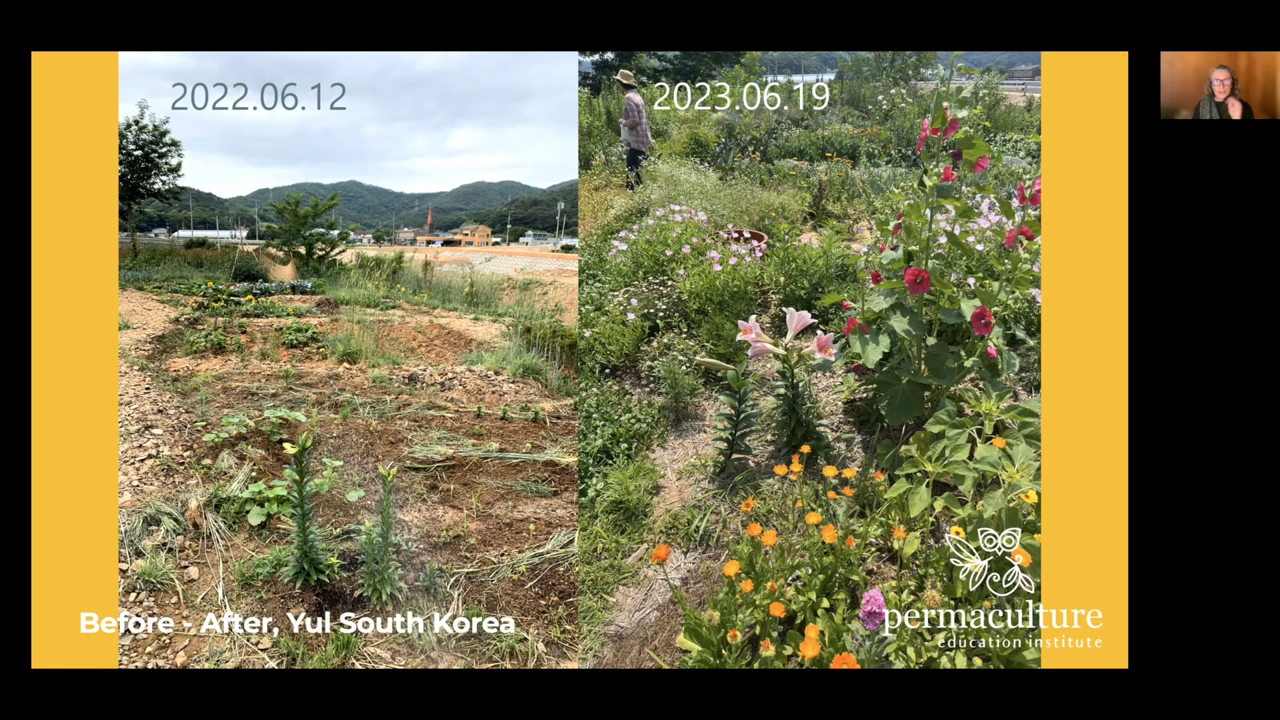 2022.06.12
2023.06.19
Before - After, Yul South Korea
permaculture
education institute